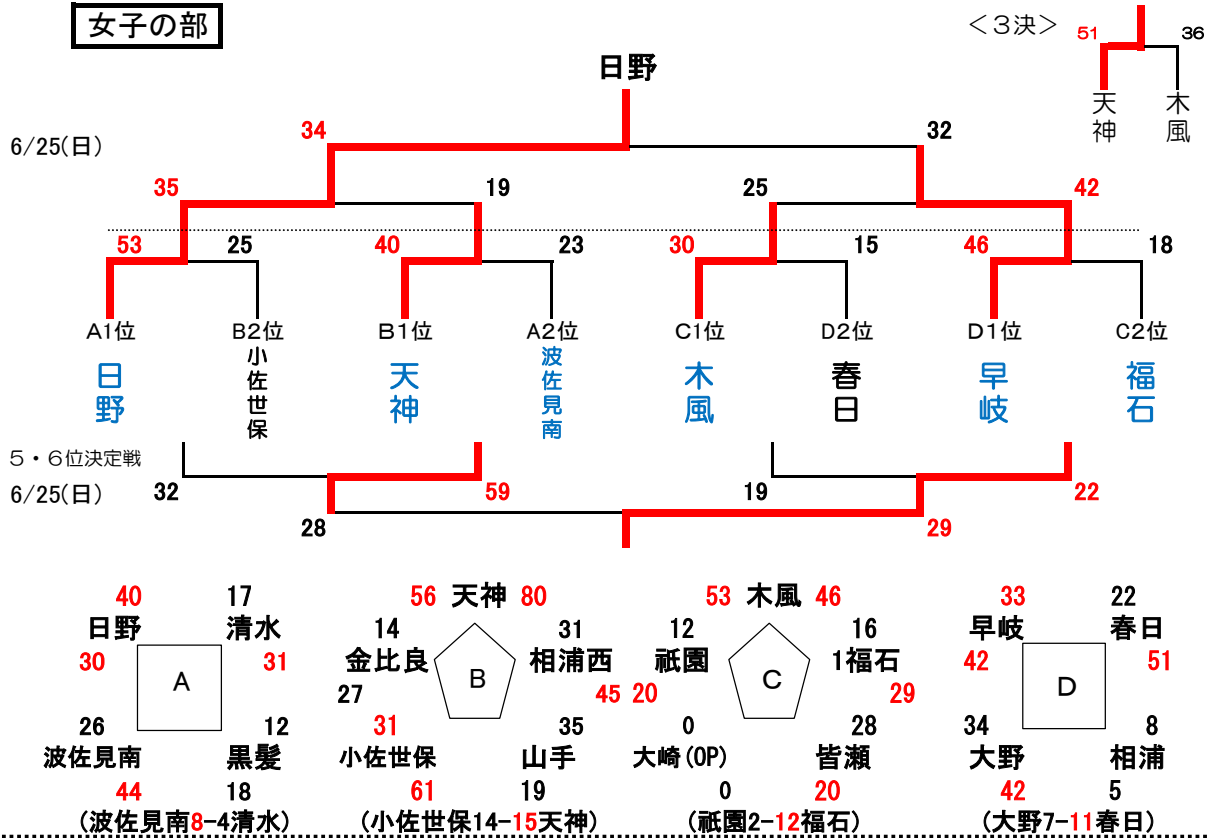 女子の部
＜３決＞
51 36
天神 木風
日野
6/25(日) 34 32
35 19 25 42
53 25 40 23 30 15 46 18
A1位 B2位 B1位 A2位 C1位 D2位 D1位 C2位
日野 小佐世保 天神 波佐見南 木風 春日 早岐 福石
５・６位決定戦
6/25(日) 32 59 19 22
28 29
40 17 56 天神 80 53 木風 46 33 22
日野 清水 14 31 12 16 早岐 春日
30 A 31 金比良 B 相浦西 祇園 C 1福石 42 D 51
27 45 20 29
26 12 31 35 0 28 34 8
波佐見南 黒髪 小佐世保 山手 大崎(OP) 皆瀬 大野 相浦
44 18 61 19 0 20 42 5
(波佐見南8−4清水) (小佐世保14−15天神) (祇園2−12福石) (大野7−11春日)